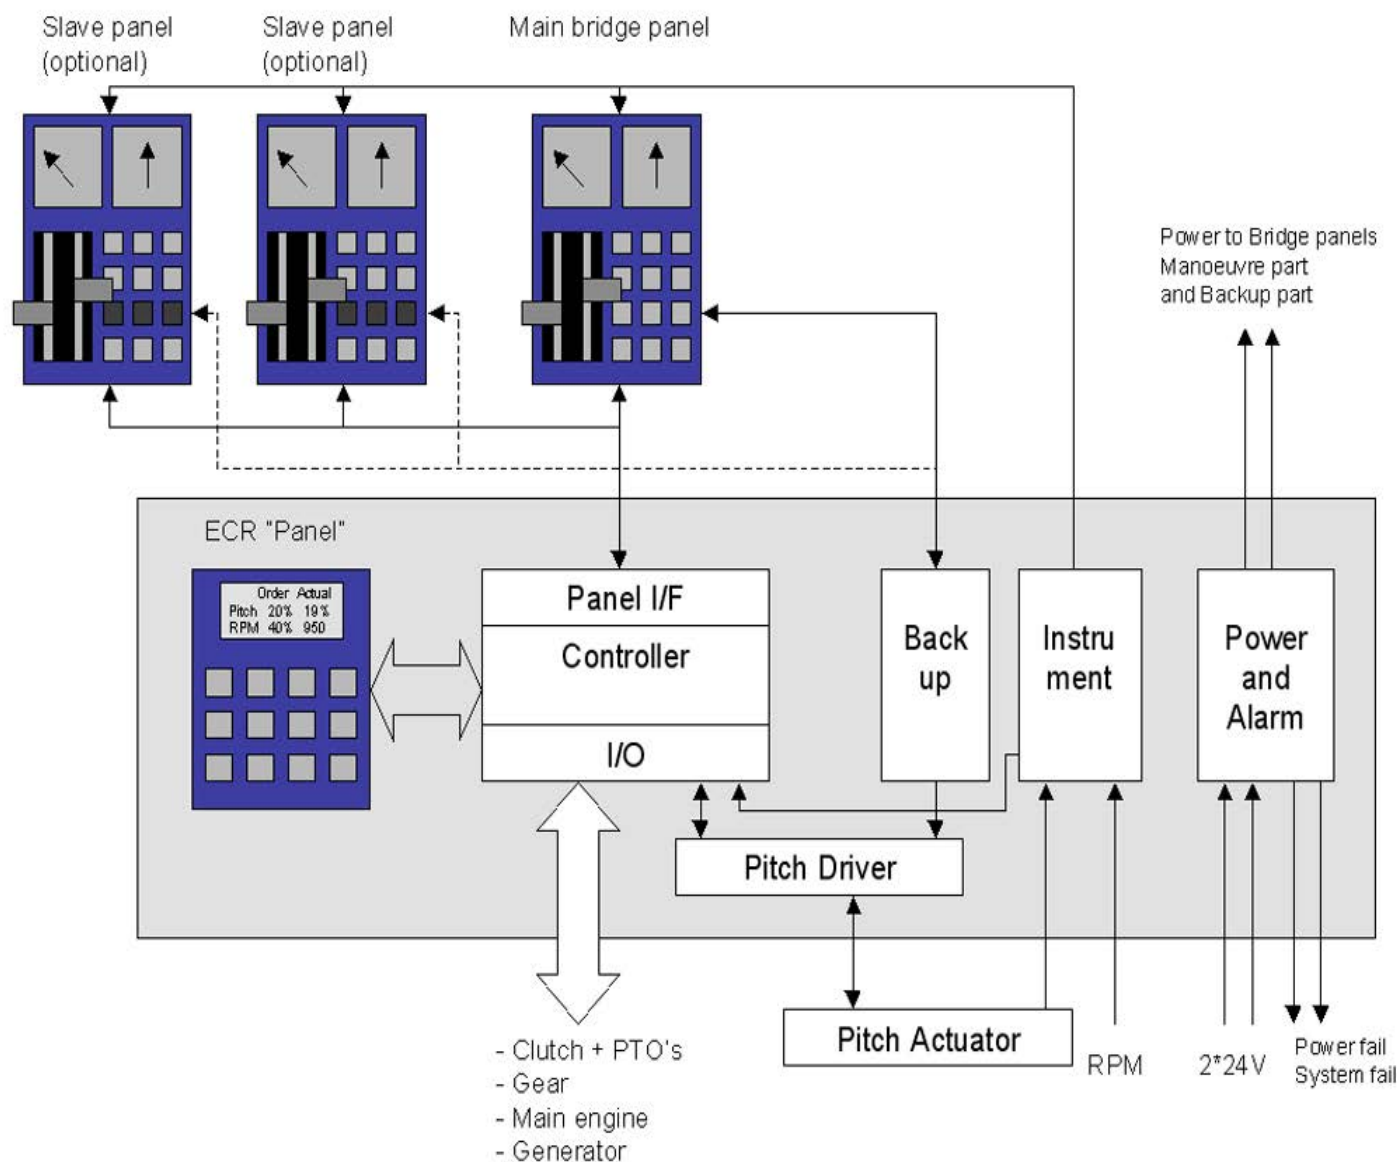 Slave panel
(optional)
Slave panel
(optional)
Main bridge panel
Power to Bridge panels
Manoeuvre part
and Backup part
ECR "Panel"
Order Actual
Pitch 20% 19%
RPM 40% 950
Panel I/F
Controller
I/O
Back
up
Instru
ment
Power
and
Alarm
Pitch Driver
Pitch Actuator
RPM
2*24V
Power fail
System fail
- Clutch + PTO's
- Gear
- Main engine
- Generator